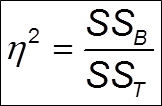 η² = SS_B / SS_T